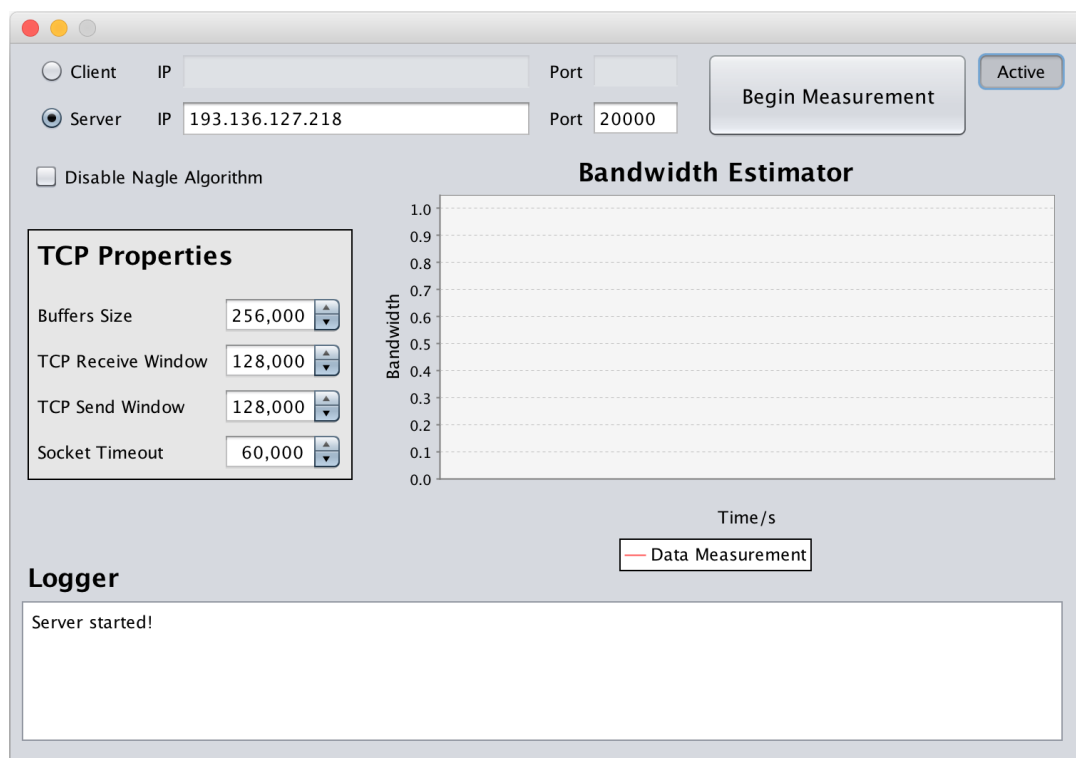 Client IP Port
Begin Measurement
Active
Server IP 193.136.127.218 Port 20000
Disable Nagle Algorithm
Bandwidth Estimator
TCP Properties
Buffers Size 256,000
TCP Receive Window 128,000
TCP Send Window 128,000
Socket Timeout 60,000
Bandwidth
1.0
0.9
0.8
0.7
0.6
0.5
0.4
0.3
0.2
0.1
0.0
Time/s
Data Measurement
Logger
Server started!